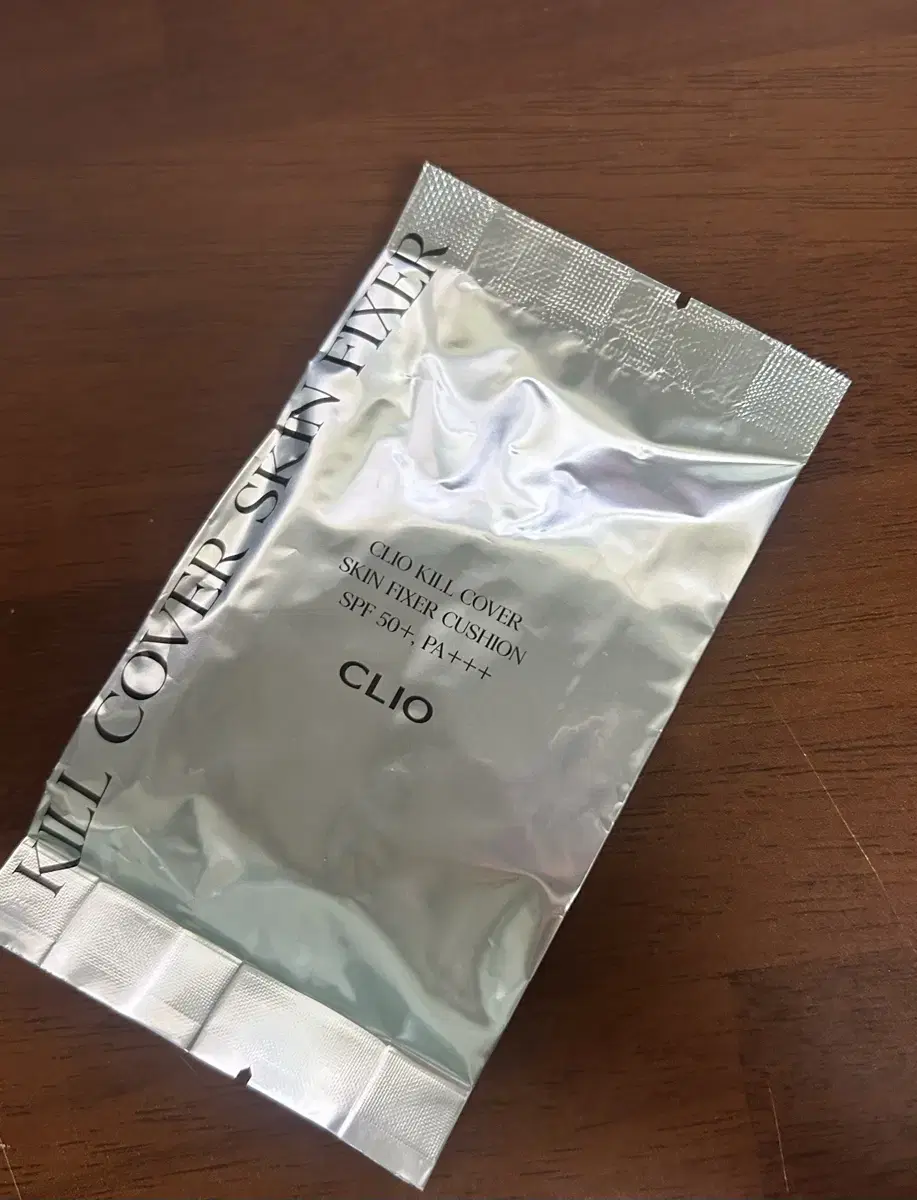 KILL COVER SKIN FIXER
CLIO KILL COVER
SKIN FIXER CUSHION
SPF 50+, PA+++
CLIO